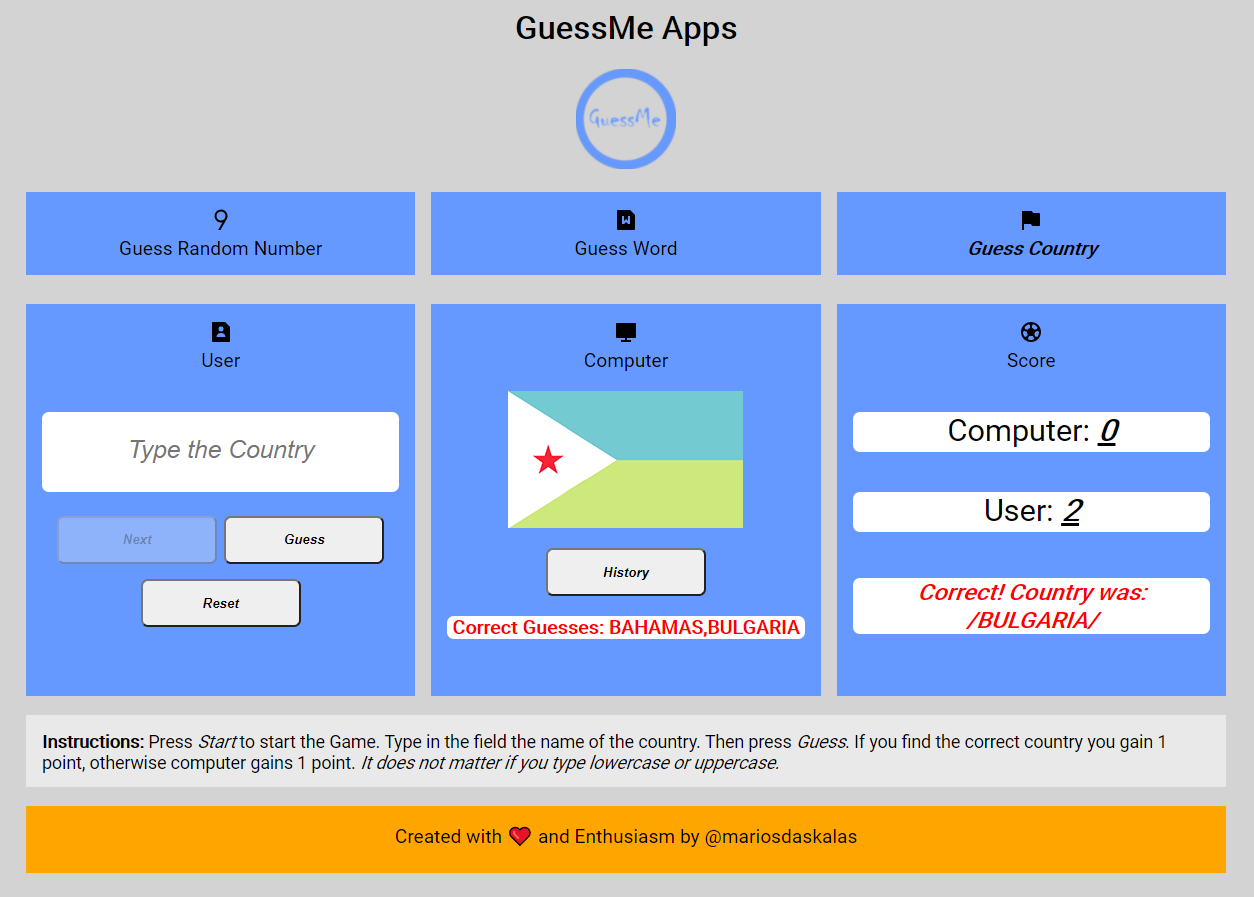 GuessMe Apps
GuessMe
Guess Random Number
Guess Word
Guess Country
User
Computer
Score
Type the Country
Next
Guess
Reset
History
Correct Guesses: BAHAMAS,BULGARIA
Computer: 0
User: 2
Correct! Country was:
/BULGARIA/
Instructions: Press Start to start the Game. Type in the field the name of the country. Then press Guess. If you find the correct country you gain 1
point, otherwise computer gains 1 point. It does not matter if you type lowercase or uppercase.
Created with ❤️ and Enthusiasm by @mariosdaskalas